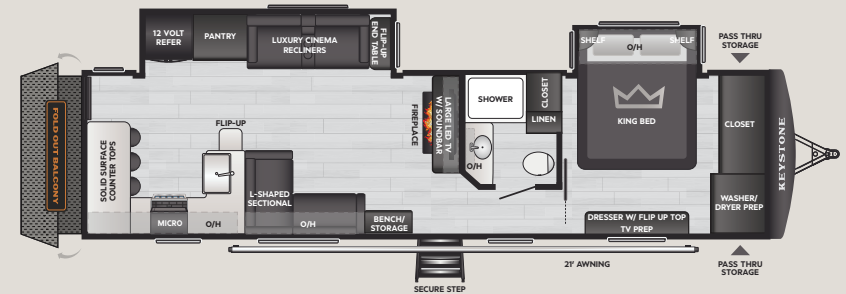 12 VOLT
REFER
PANTRY
LUXURY CINEMA
RECLINERS
FLIP-UP
END TABLE
SHELF
O/H
SHELF
PASS THRU
STORAGE
FOLD-OUT BALCONY
SOLID SURFACE
COUNTER TOPS
FLIP-UP
FIREPLACE
LARGE LED TV
W/ SOUNDBAR
SHOWER
CLOSET
LINEN
O/H
KING BED
CLOSET
KEYSTONE
L-SHAPED
SECTIONAL
MICRO
O/H
O/H
BENCH/
STORAGE
DRESSER W/ FLIP UP TOP
TV PREP
WASHER/
DRYER PREP
21' AWNING
PASS THRU
STORAGE
SECURE STEP